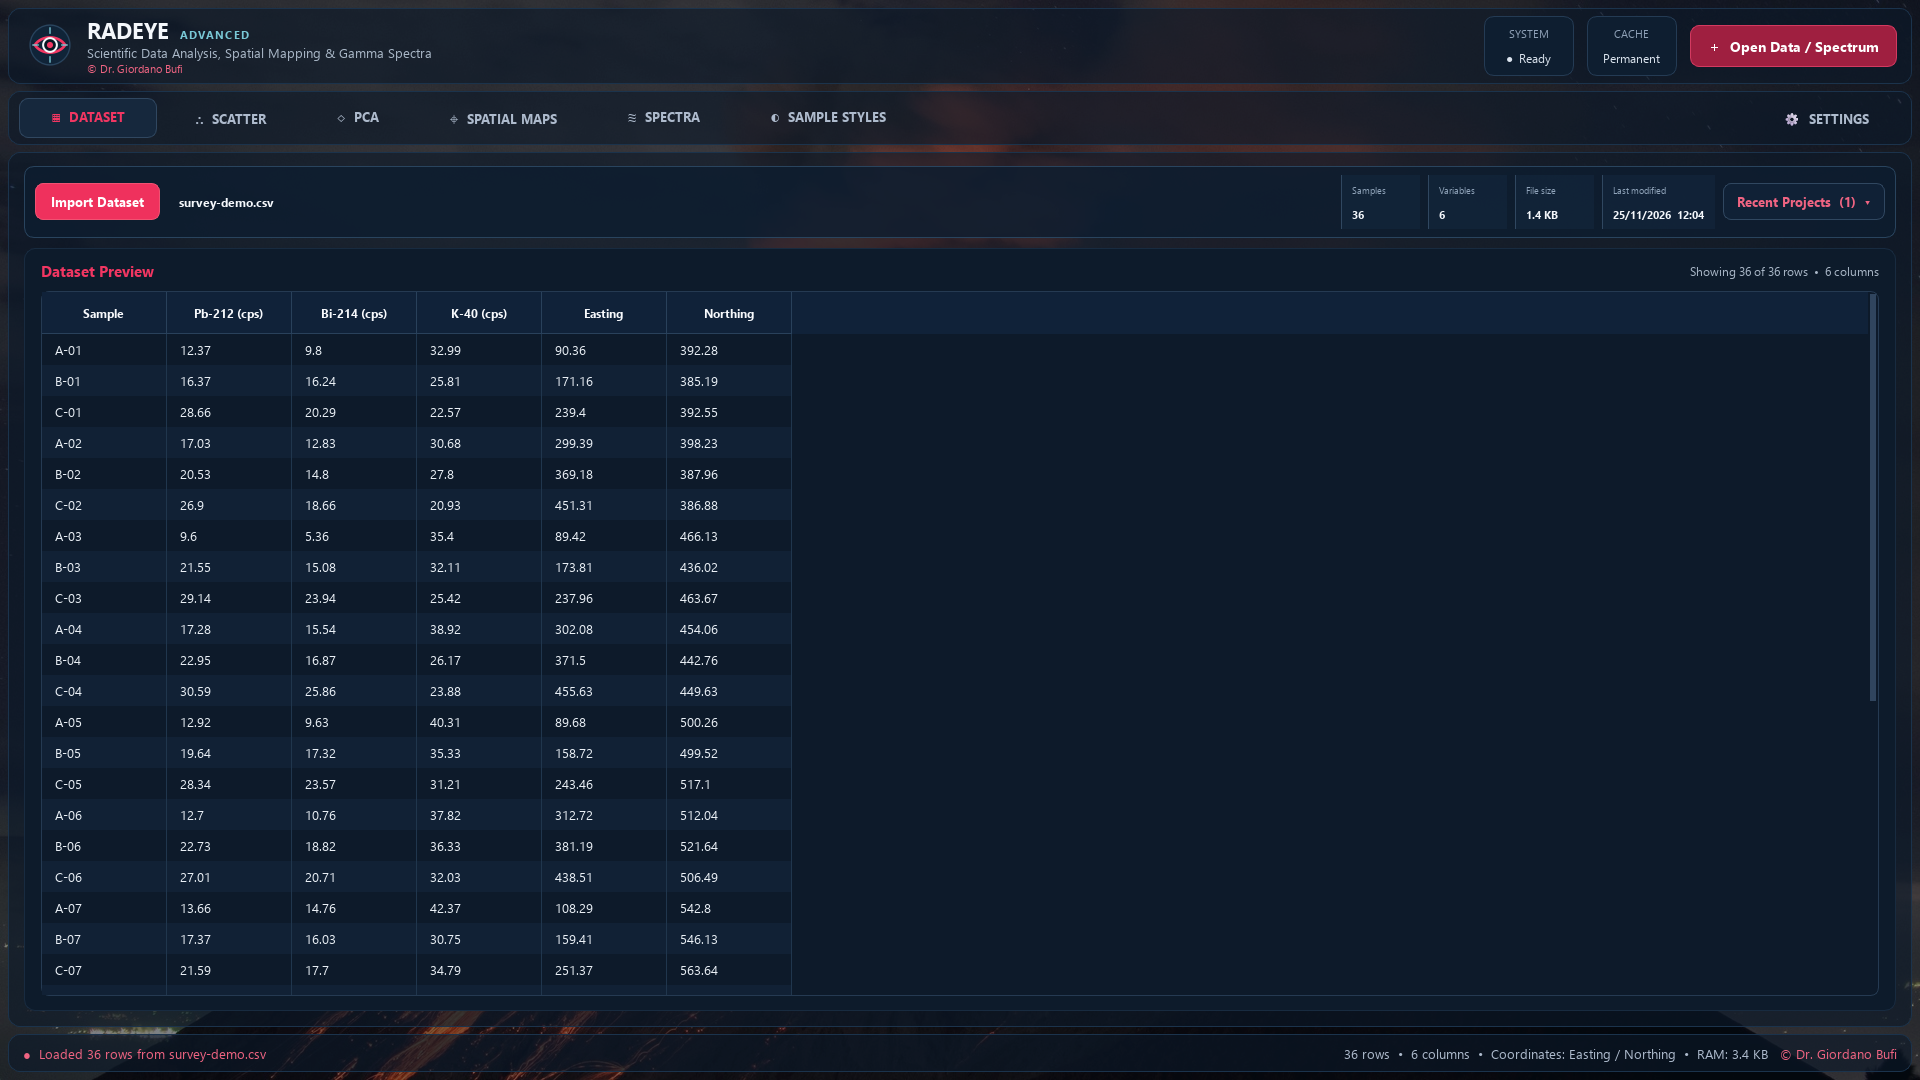 RADEYE ADVANCED
Scientific Data Analysis, Spatial Mapping & Gamma Spectra
© Dr. Giordano Bufi
SYSTEM
● Ready
CACHE
Permanent
+ Open Data / Spectrum
DATASET
SCATTER
PCA
SPATIAL MAPS
SPECTRA
SAMPLE STYLES
SETTINGS
Import Dataset
survey-demo.csv
Samples
36
Variables
6
File size
1.4 KB
Last modified
25/11/2026 12:04
Recent Projects (1)
Dataset Preview
Showing 36 of 36 rows • 6 columns
Sample Pb-212 (cps) Bi-214 (cps) K-40 (cps) Easting Northing
A-01 12.37 9.8 32.99 90.36 392.28
B-01 16.37 16.24 25.81 171.16 385.19
C-01 28.66 20.29 22.57 239.4 392.55
A-02 17.03 12.83 30.68 299.39 398.23
B-02 20.53 14.8 27.8 369.18 387.96
C-02 26.9 18.66 20.93 451.31 386.88
A-03 9.6 5.36 35.4 89.42 466.13
B-03 21.55 15.08 32.11 173.81 436.02
C-03 29.14 23.94 25.42 237.96 463.67
A-04 17.28 15.54 38.92 302.08 454.06
B-04 22.95 16.87 26.17 371.5 442.76
C-04 30.59 25.86 23.88 455.63 449.63
A-05 12.92 9.63 40.31 89.68 500.26
B-05 19.64 17.32 35.33 158.72 499.52
C-05 28.34 23.57 31.21 243.46 517.1
A-06 12.7 10.76 37.82 312.72 512.04
B-06 22.73 18.82 36.33 381.19 521.64
C-06 27.01 20.71 32.03 438.51 506.49
A-07 13.66 14.76 42.37 108.29 542.8
B-07 17.37 16.03 30.75 159.41 546.13
C-07 21.59 17.7 34.79 251.37 563.64
● Loaded 36 rows from survey-demo.csv
36 rows • 6 columns • Coordinates: Easting / Northing • RAM: 3.4 KB © Dr. Giordano Bufi